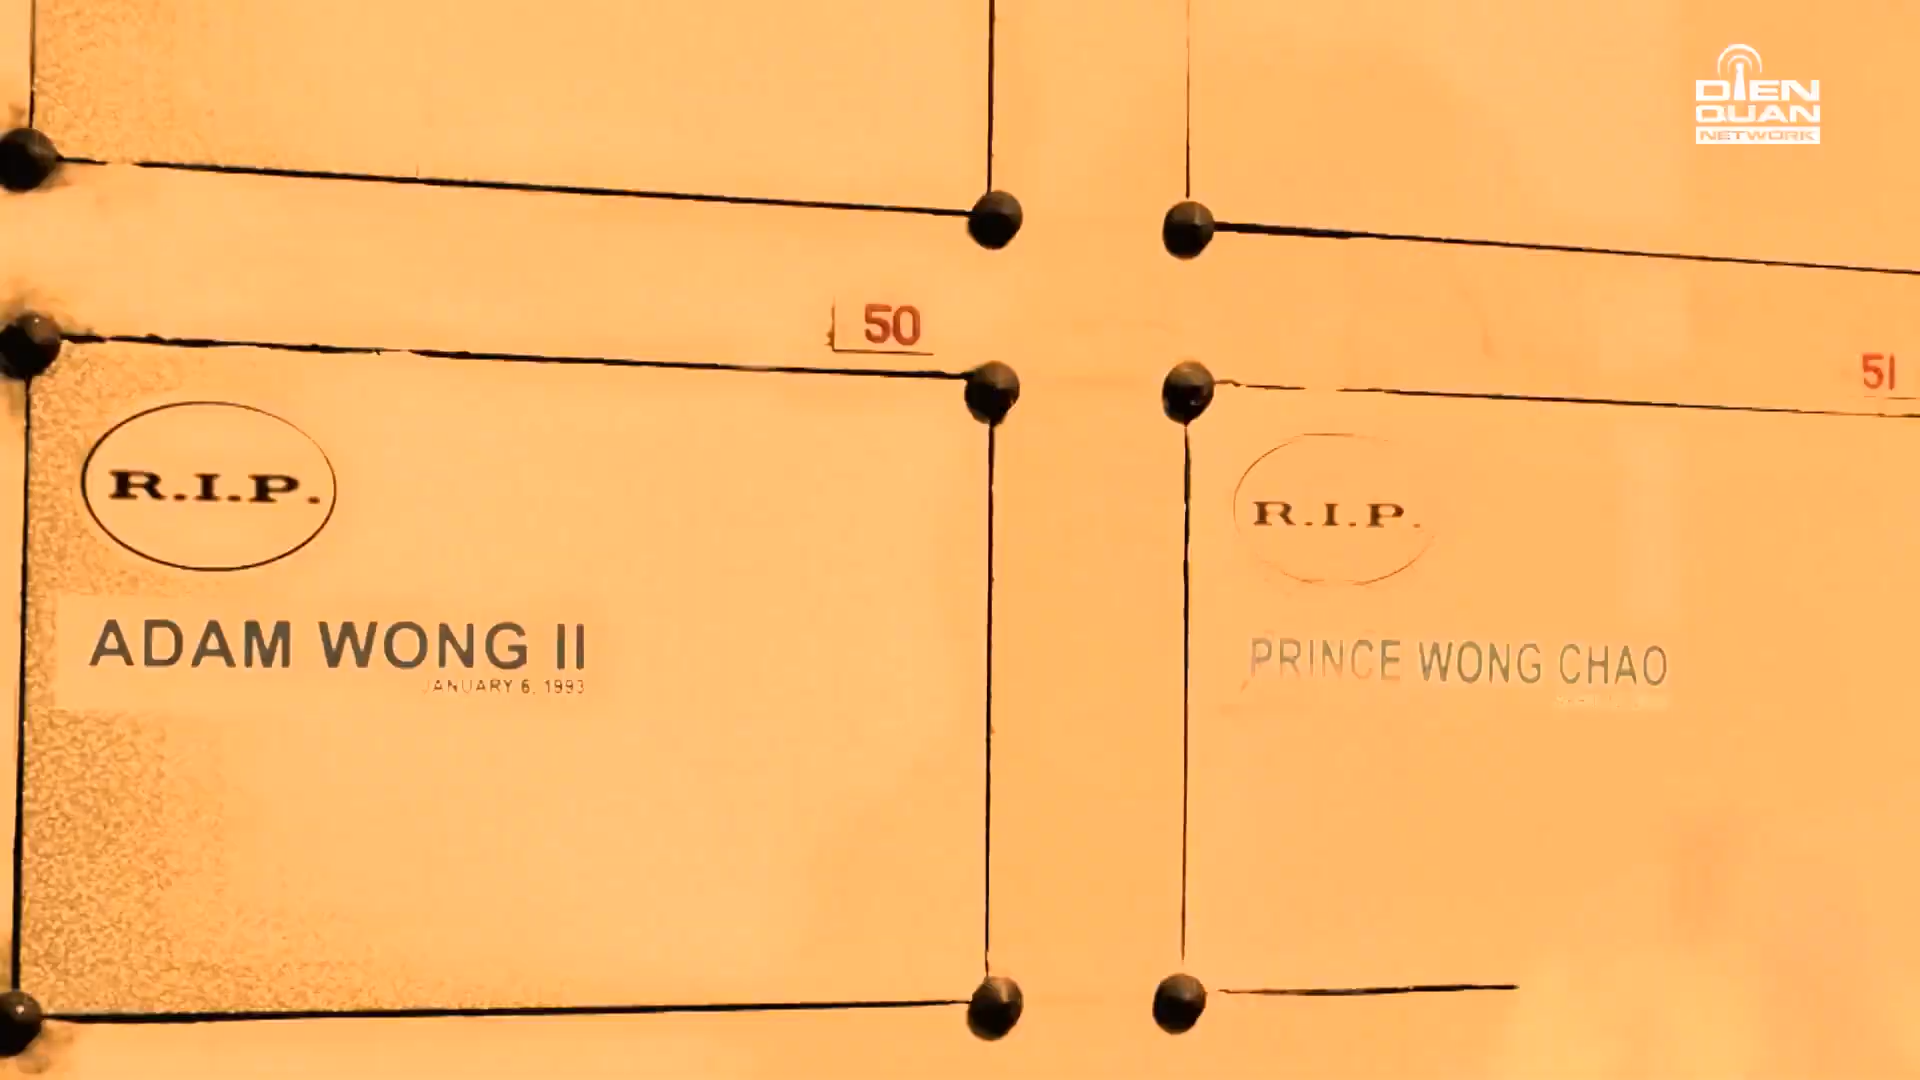 DIEN
QUAN
NETWORK
50
51
R.I.P.
R.I.P.
ADAM WONG II
JANUARY 6, 1993
PRINCE WONG CHAO